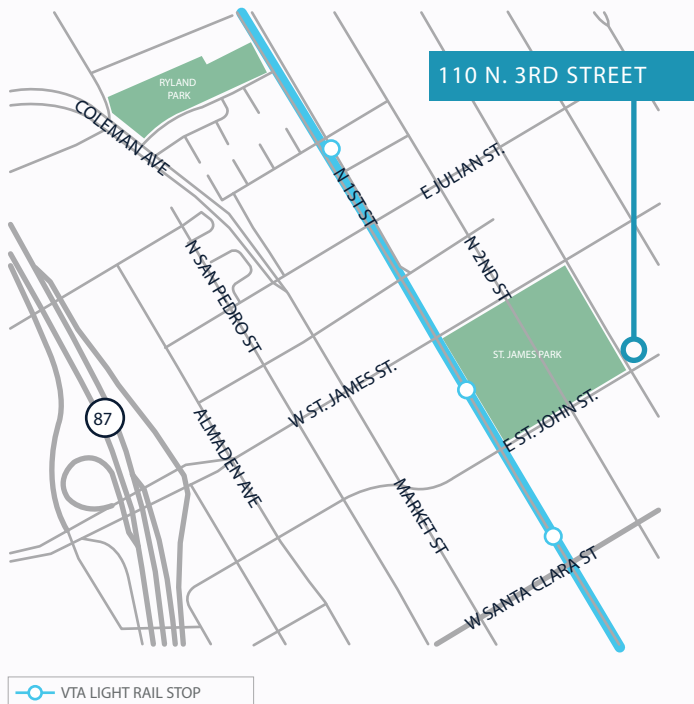 RYLAND
PARK
110 N. 3RD STREET
COLEMAN AVE
E JULIAN ST.
N 1ST ST
N SAN PEDRO ST
N 2ND ST
ST. JAMES PARK
W ST. JAMES ST.
87
ALMADEN AVE
E ST. JOHN ST.
MARKET ST
W SANTA CLARA ST
VTA LIGHT RAIL STOP